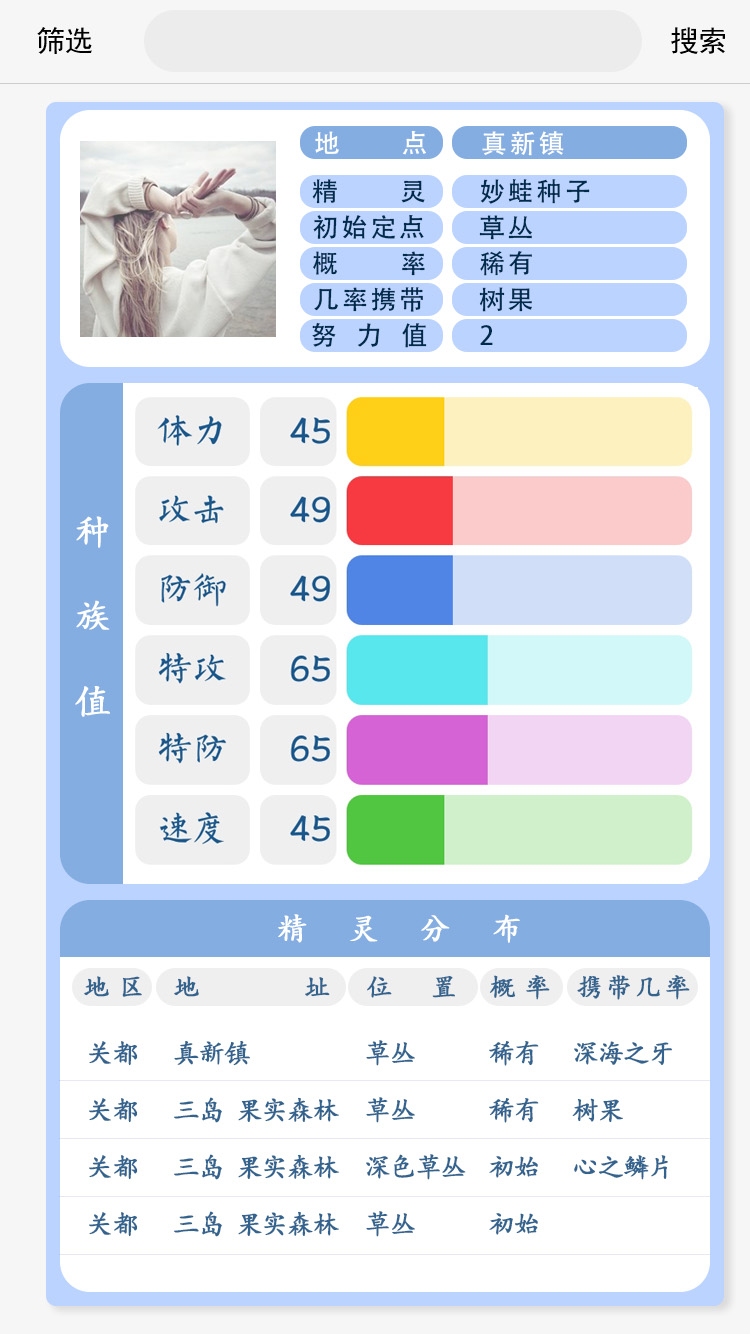 筛选 搜索
地点 真新镇
精灵 妙蛙种子
初始定点 草丛
概率 稀有
几率携带 树果
努力值 2
种族值
体力 45
攻击 49
防御 49
特攻 65
特防 65
速度 45
精灵分布
地区 地址 位置 概率 携带几率
关都 真新镇 草丛 稀有 深海之牙
关都 三岛 果实森林 草丛 稀有 树果
关都 三岛 果实森林 深色草丛 初始 心之鳞片
关都 三岛 果实森林 草丛 初始